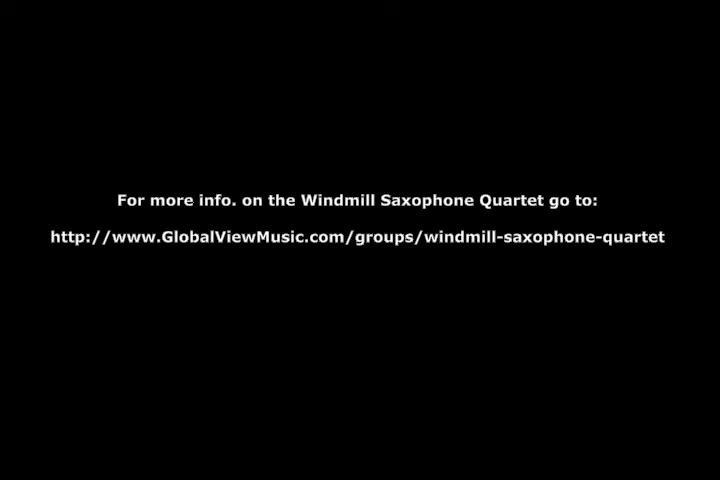 For more info. on the Windmill Saxophone Quartet go to:
http://www.GlobalViewMusic.com/groups/windmill-saxophone-quartet